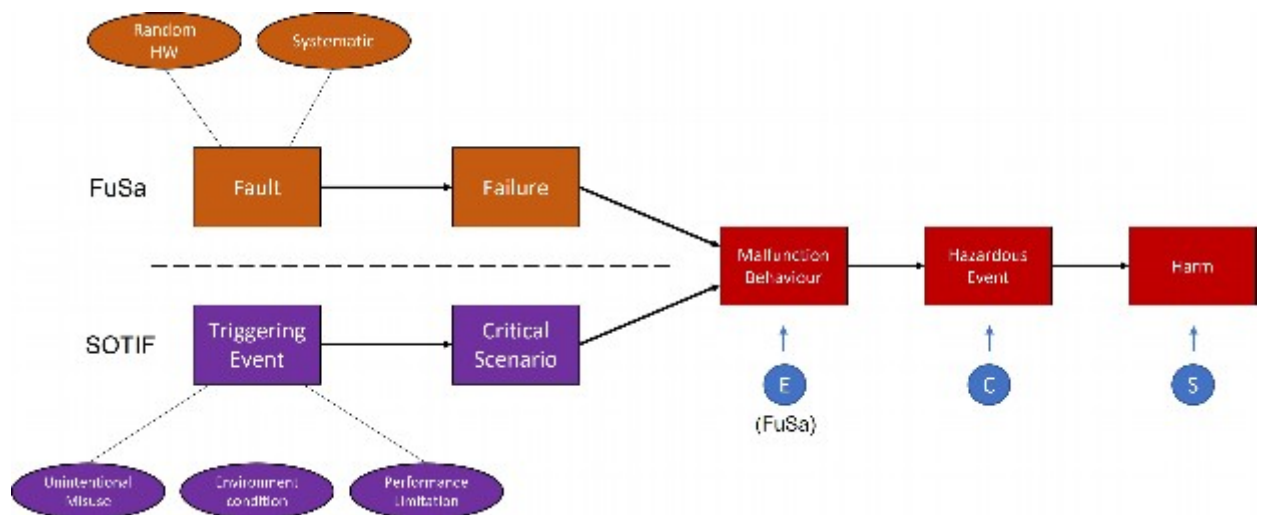 Random
HW
Systematic
FuSa
Fault
Failure
Malfunction
Behaviour
Hazardous
Event
Harm
SOTIF
Triggering
Event
Critical
Scenario
E
C
S
(FuSa)
Unintentional
Misuse
Environment
condition
Performance
Limitation